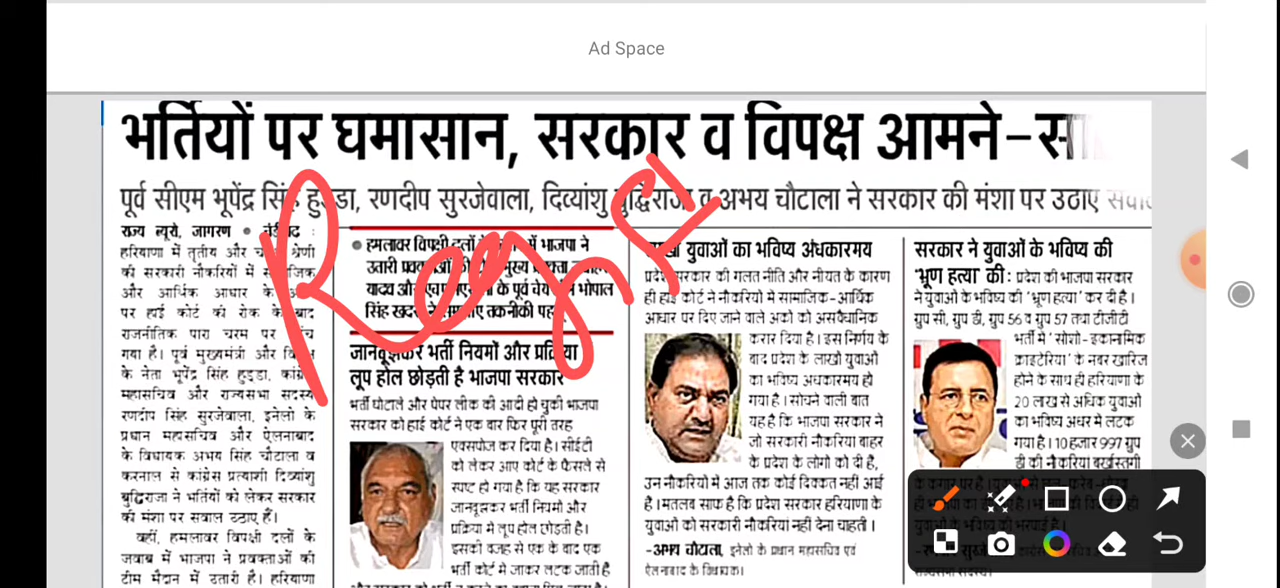 Ad Space
भर्तियों पर घमासान, सरकार व विपक्ष आमने-सा
पूर्व सीएम भूपेंद्र सिंह हुड्डा, रणदीप सुरजेवाला, दिव्यांशु बुद्धिराजा व अभय चौटाला ने सरकार की मंशा पर उठाए सवाल
राज्य ब्यूरो, जागरण • चंडीगढ़ :
हरियाणा में तृतीय और श्रेणी
की सरकारी नौकरियों में
और आर्थिक आधार के
पर हाई कोर्ट की रोक के बाद
राजनीतिक पारा चरम पर
गया है। पूर्व मुख्यमंत्री और
के नेता भूपेंद्र सिंह हुड्डा, कांग्रेस
महासचिव और राज्यसभा सदस्य
रणदीप सिंह सुरजेवाला, इनेलो के
प्रधान महासचिव और ऐलनाबाद
के विधायक अभय सिंह चौटाला व
करनाल से कांग्रेस प्रत्याशी दिव्यांशु
बुद्धिराजा ने भर्तियों को लेकर सरकार
की मंशा पर सवाल उठाए हैं।
वहीं, हमलावर विपक्षी दलों के
जवाब में भाजपा ने प्रवक्ताओं की
टीम मैदान में उतारी है। हरियाणा
हमलावर विपक्षी दलों के में भाजपा ने
उतारी मुख्य
यादव और के पूर्व भोपाल
सिंह तकनीकी
जानबूझकर भर्ती नियमों और प्रक्रिया
लूप होल छोड़ती है भाजपा सरकार
भर्ती घोटाले और पेपर लीक की आदी हो चुकी भाजपा
सरकार को हाई कोर्ट ने एक बार फिर पूरी तरह
एक्सपोज कर दिया है। सीईटी
को लेकर आए कोर्ट के फैसले से
स्पष्ट हो गया है कि यह सरकार
जानबूझकर भर्ती नियमों और
प्रक्रिया में लूप होल छोड़ती है।
इसकी वजह से एक के बाद एक
भर्ती कोर्ट में जाकर लटक जाती है
युवाओं का भविष्य अंधकारमय
प्रदेश सरकार की गलत नीति और नीयत के कारण
ही हाई कोर्ट ने नौकरियों में सामाजिक-आर्थिक
आधार पर दिए जाने वाले अंकों को असंवैधानिक
करार दिया है। इस निर्णय के
बाद प्रदेश के लाखों युवाओं
का भविष्य अंधकारमय हो
गया है। सोचने वाली बात
यह है कि भाजपा सरकार ने
जो सरकारी नौकरियां बाहर
के प्रदेश के लोगों को दी है,
उन नौकरियों में आज तक कोई दिक्कत नहीं आई
है। मतलब साफ है कि प्रदेश सरकार हरियाणा के
युवाओं को सरकारी नौकरियां नहीं देना चाहती।
-अभय चौटाला, इनेलो के प्रधान महासचिव एवं
ऐलनाबाद के विधायक।
सरकार ने युवाओं के भविष्य की
'भ्रूण हत्या' की: प्रदेश की भाजपा सरकार
ने युवाओं के भविष्य की 'भ्रूण हत्या' कर दी है।
ग्रुप सी, ग्रुप डी, ग्रुप 56 व ग्रुप 57 तथा टीजीटी
भर्ती में 'सोशो-इकानमिक
क्राइटेरिया' के नंबर खारिज
होने के साथ ही हरियाणा के
20 लाख से अधिक युवाओं
का भविष्य अधर में लटक
गया है। 10 हजार 997 ग्रुप
डी की नौकरियां बर्खास्तगी